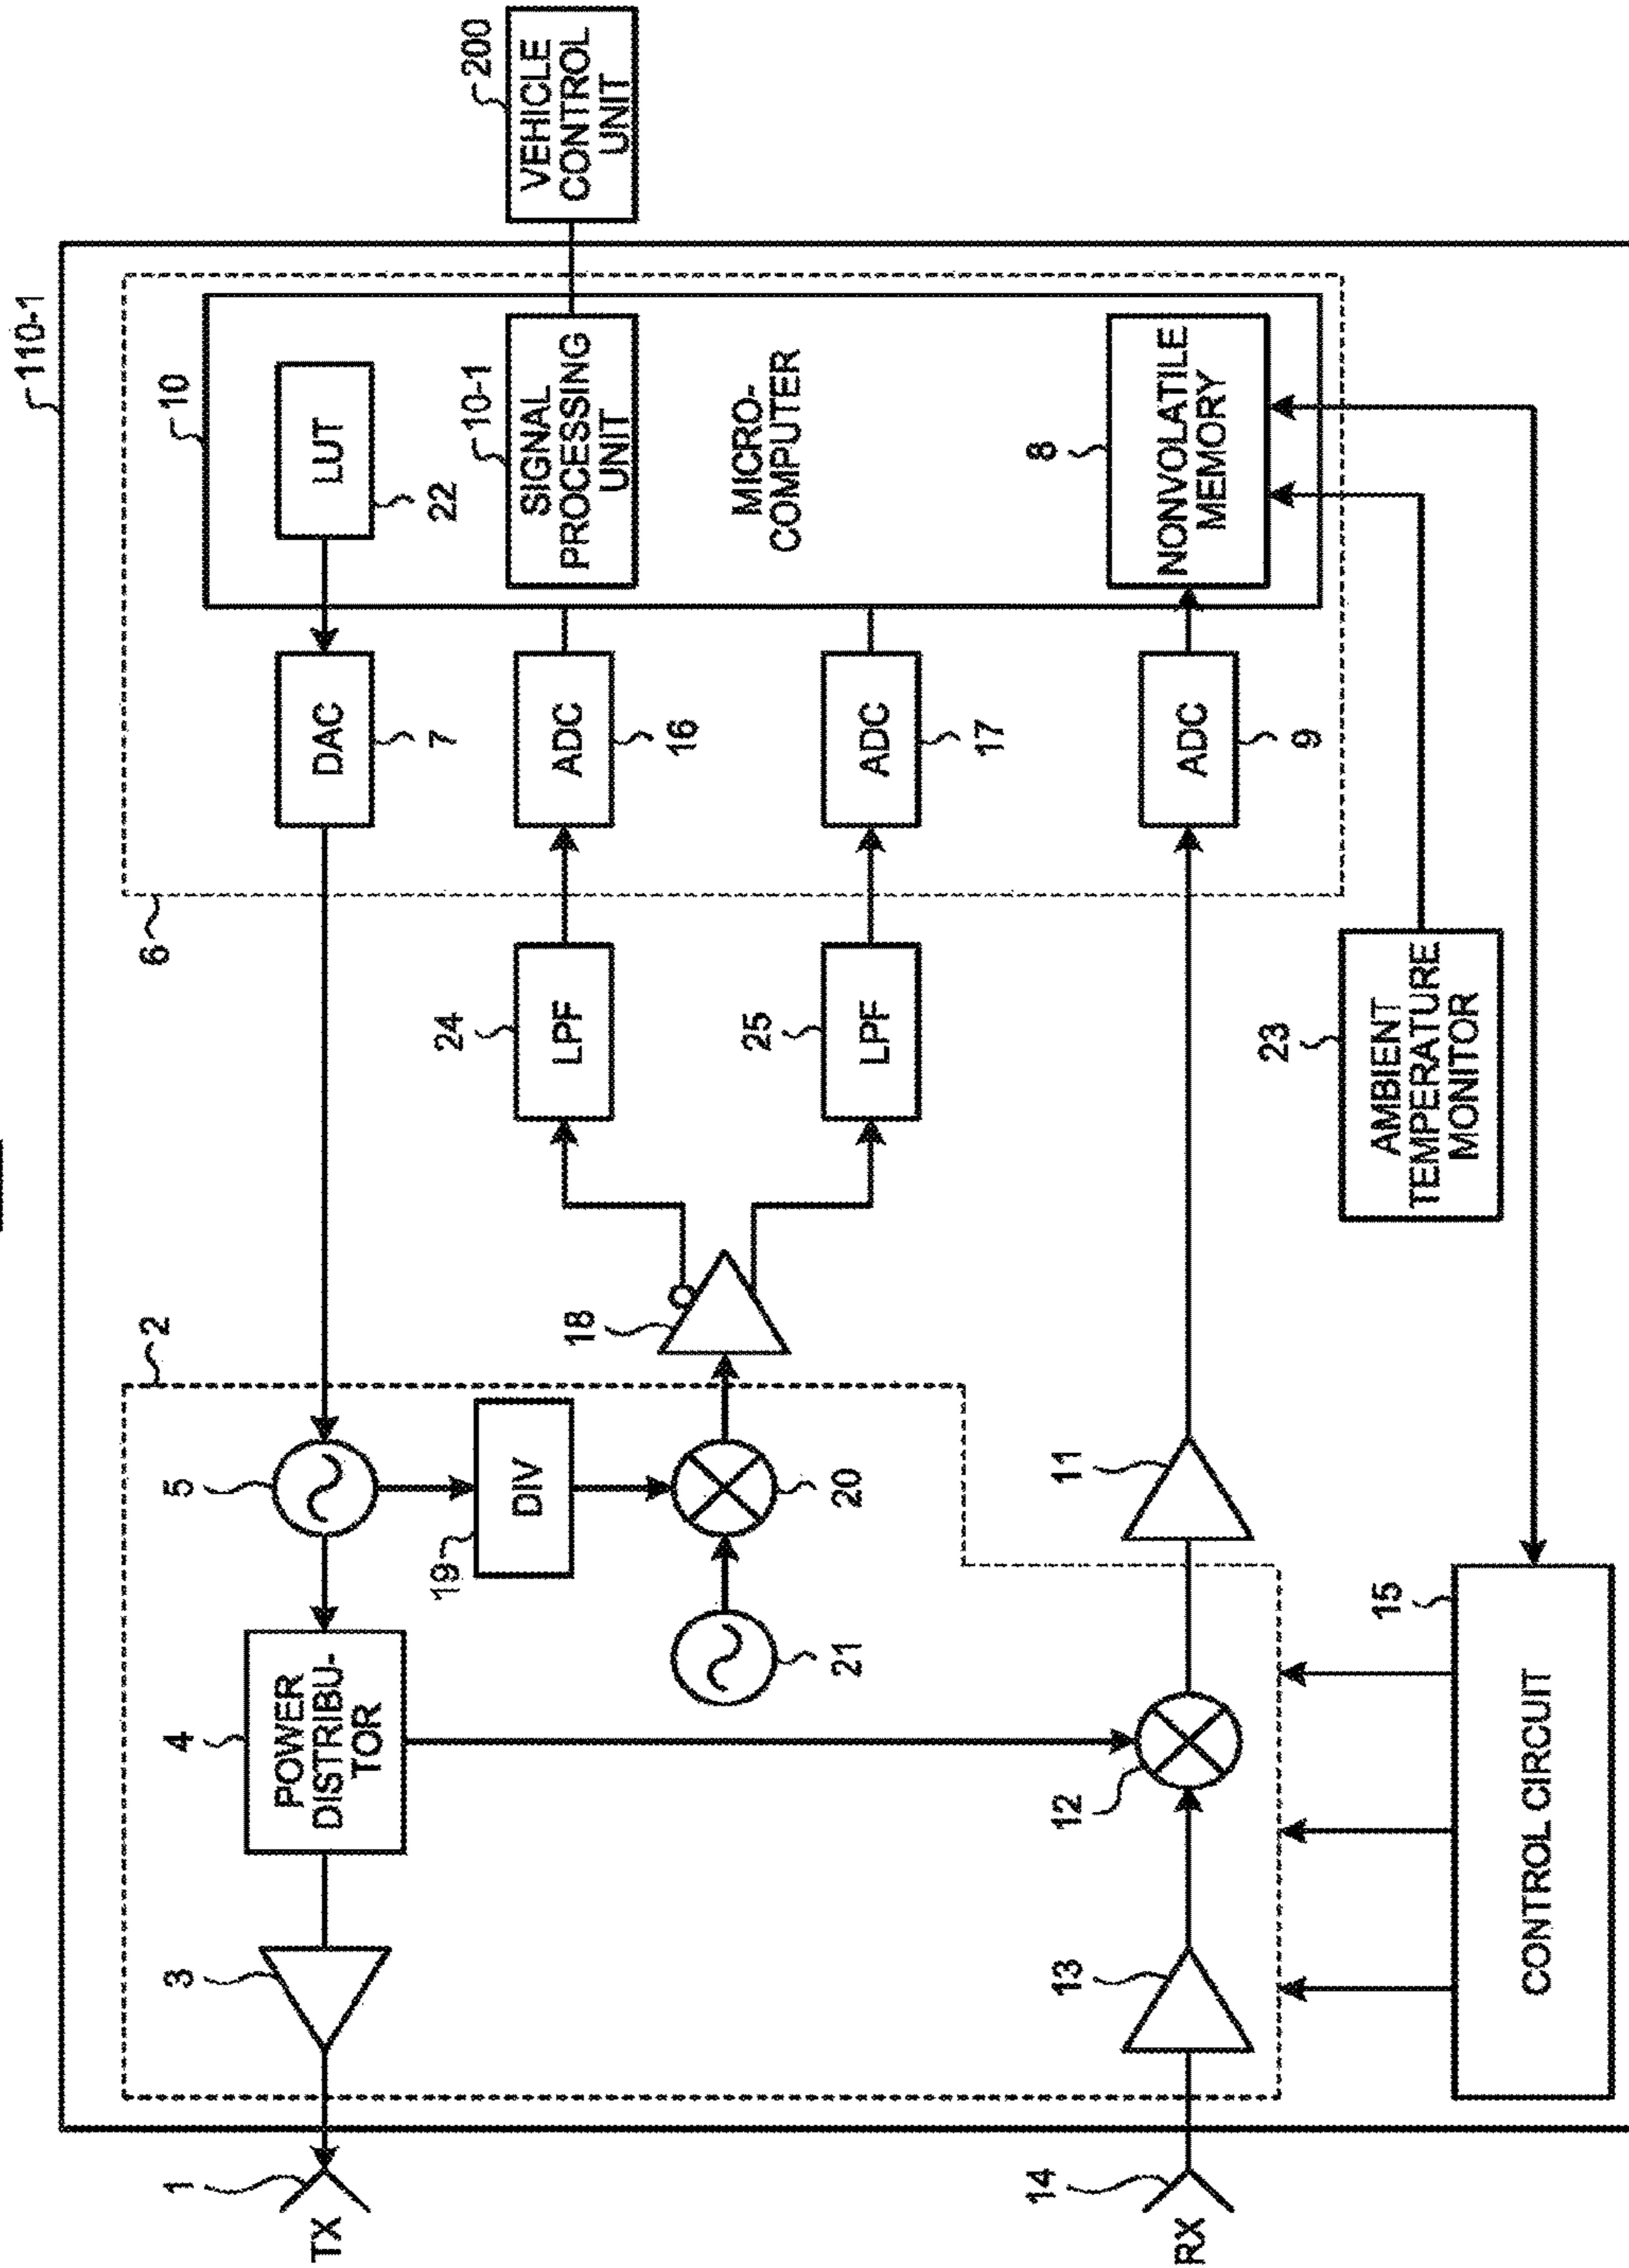 110-1
TX
1
3
4
POWER
DISTRIBU-
TOR
5
2
6
DAC
7
LUT
22
10
19
DIV
21
20
18
24
LPF
25
LPF
ADC
16
ADC
17
SIGNAL
PROCESSING
UNIT
10-1
MICRO-
COMPUTER
200
VEHICLE
CONTROL
UNIT
RX
14
13
12
11
ADC
9
8
NONVOLATILE
MEMORY
23
AMBIENT
TEMPERATURE
MONITOR
15
CONTROL CIRCUIT